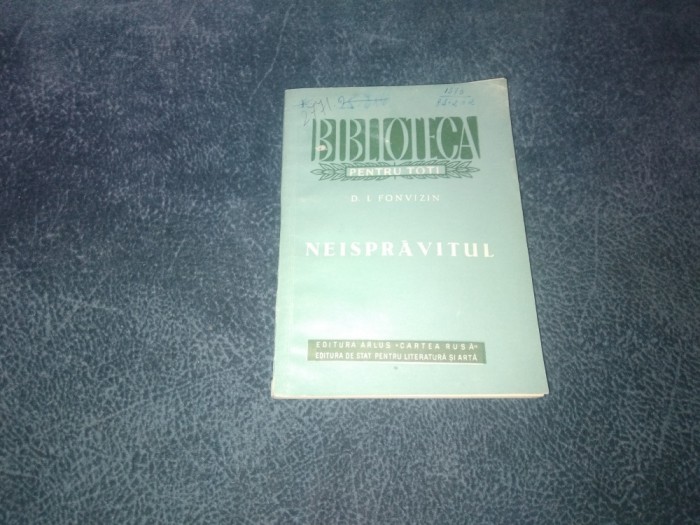 BIBLIOTECA
PENTRU TOȚI
D. I. FONVIZIN
NEISPRĂVITUL
EDITURA ARLUS «CARTEA RUSĂ»
EDITURA DE STAT PENTRU LITERATURĂ ȘI ARTĂ